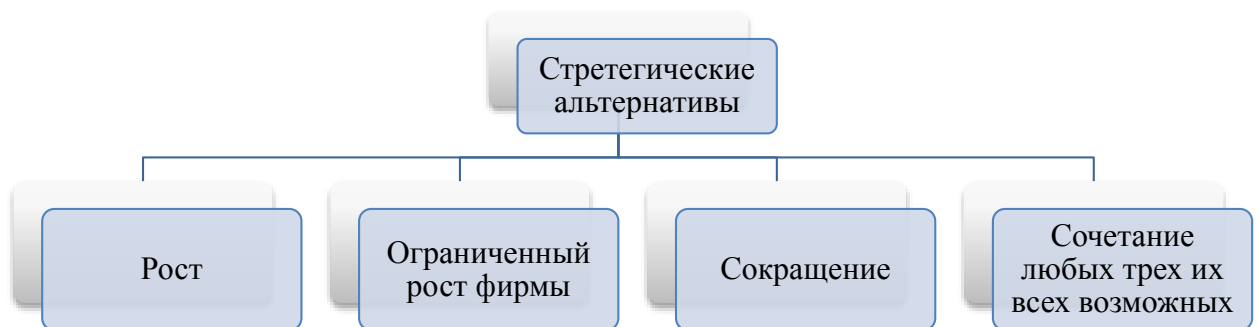 Стретегические
альтернативы
Рост
Ограниченный
рост фирмы
Сокращение
Сочетание
любых трех их
всех возможных